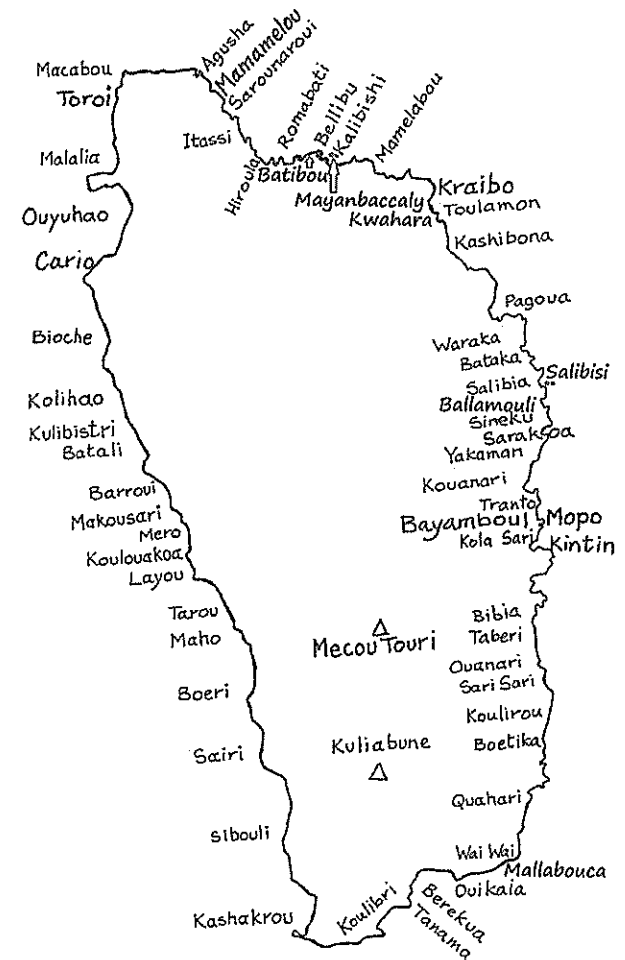 Agusha
Mamamelou
Sarounaroui
Macabou
Toroi
Itassi
Romabati
Bellibu
Kalibishi
Mamelabou
Malalia
Hiroula
Batibou
Mayanbaccaly
Kraibo
Kwahara
Toulamon
Ouyuhao
Kashibona
Cario
Pagoua
Bioche
Waraka
Bataka
Salibia
Salibisi
Kolihao
Ballamouli
Sineku
Kulibistri
Saraksoa
Batali
Yakaman
Barroui
Kouanari
Makousari
Tranto
Mero
Bayamboul
Mopo
Koulouakoa
Kola Sari
Kintin
Layou
Tarou
Bibia
Maho
Taberi
Mecou Touri
Ouanari
Sari Sari
Boeri
Koulirou
Sairi
Kuliabune
Boetika
Quahari
Sibouli
Wai Wai
Mallabouca
Ouikaia
Kashakrou
Koulibri
Berekua
Tanama